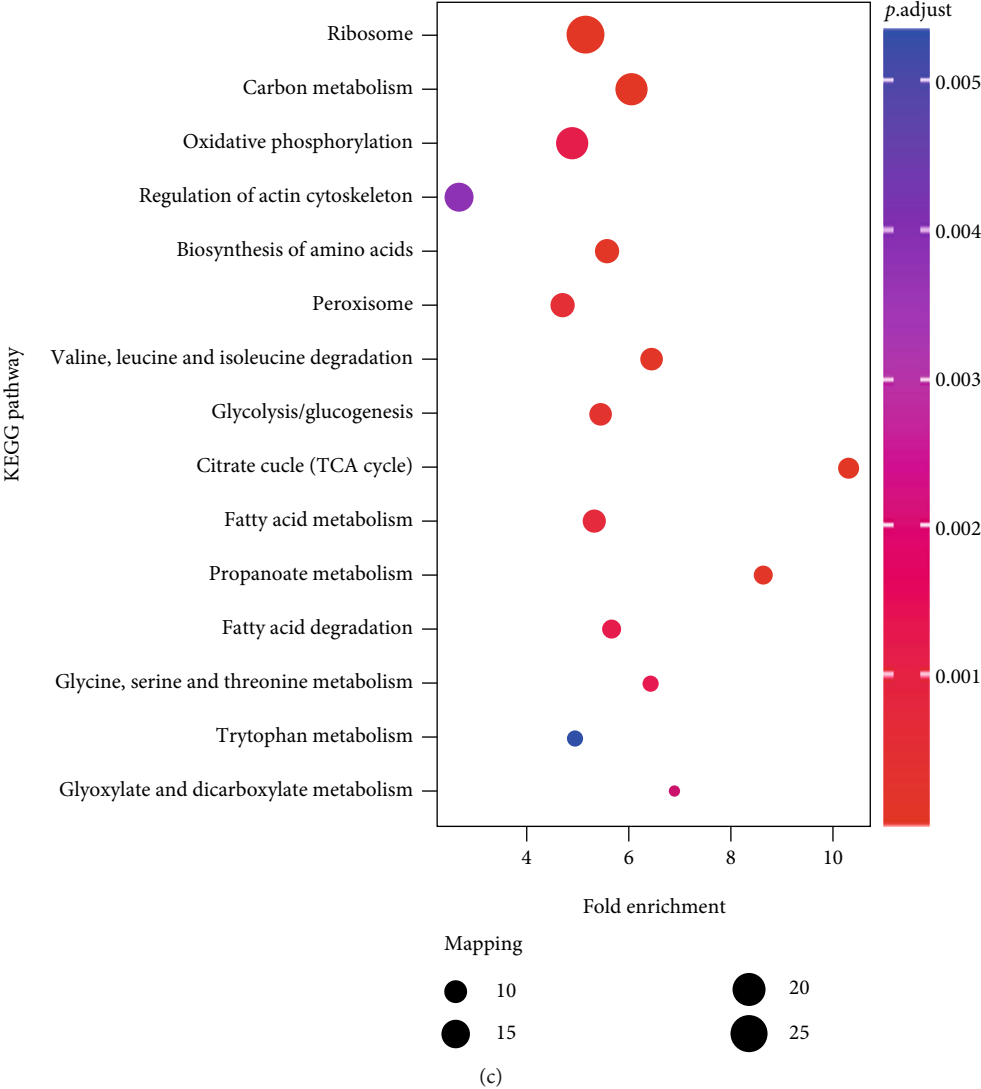 p.adjust
Ribosome
Carbon metabolism
Oxidative phosphorylation
Regulation of actin cytoskeleton
Biosynthesis of amino acids
Peroxisome
Valine, leucine and isoleucine degradation
Glycolysis/glucogenesis
Citrate cucle (TCA cycle)
Fatty acid metabolism
Propanoate metabolism
Fatty acid degradation
Glycine, serine and threonine metabolism
Trytophan metabolism
Glyoxylate and dicarboxylate metabolism
KEGG pathway
0.005
0.004
0.003
0.002
0.001
4 6 8 10
Fold enrichment
Mapping
10 20
15 25
(c)